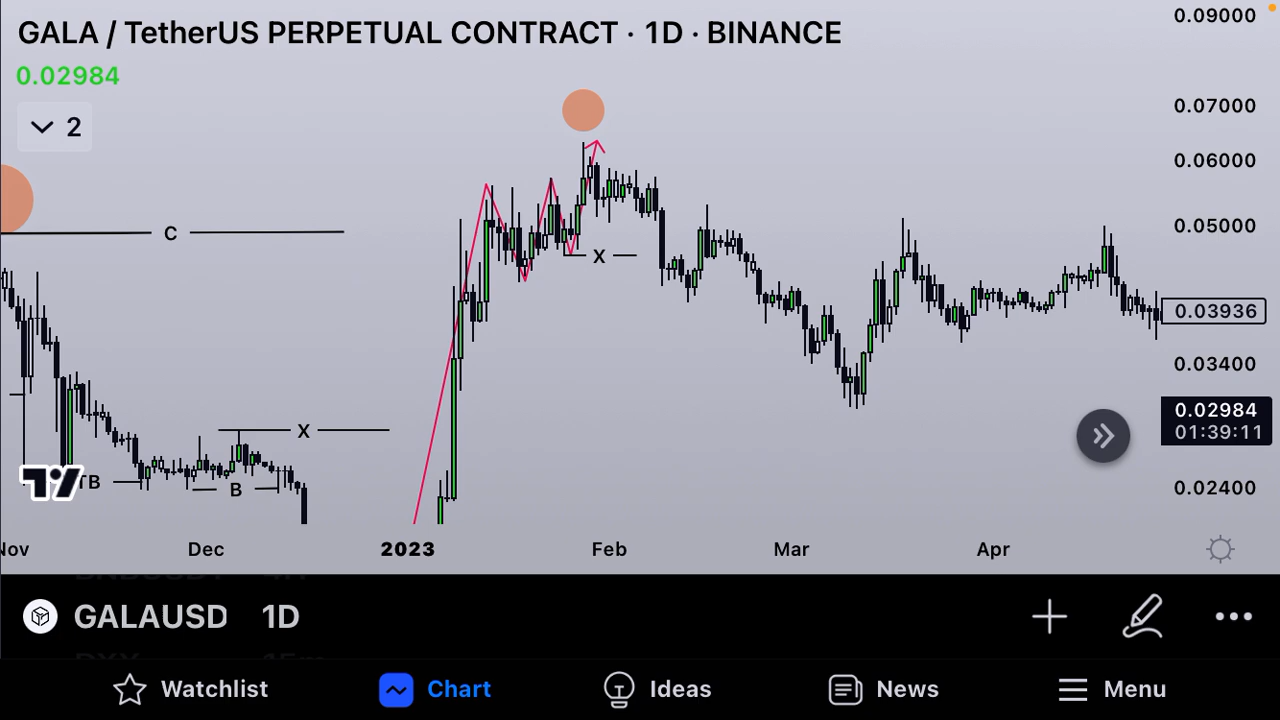 GALA / TetherUS PERPETUAL CONTRACT · 1D · BINANCE
0.02984
2
0.09000
0.07000
0.06000
0.05000
0.03936
0.03400
0.02984
01:39:11
0.02400
C
X
X
TB
B
Nov Dec 2023 Feb Mar Apr
GALAUSD 1D
Watchlist Chart Ideas News Menu